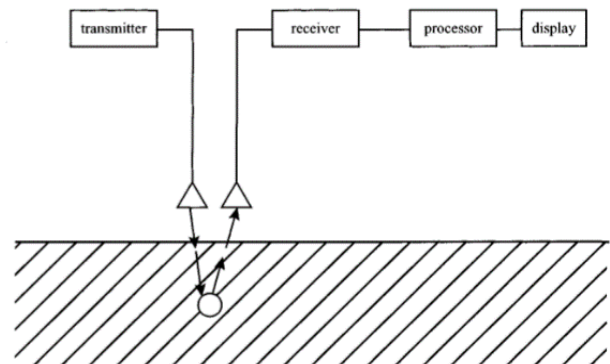 transmitter
receiver
processor
display